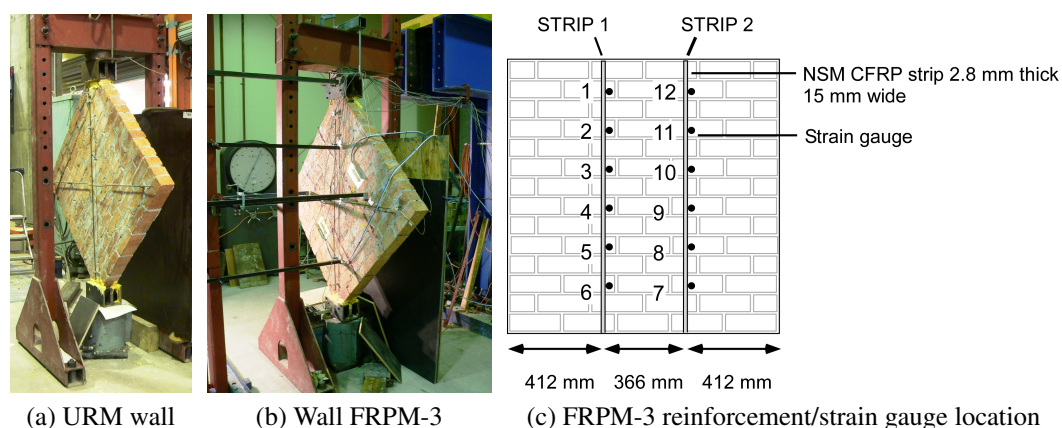 STRIP 1 STRIP 2
NSM CFRP strip 2.8 mm thick
15 mm wide
Strain gauge
1 12
2 11
3 10
4 9
5 8
6 7
412 mm 366 mm 412 mm
(a) URM wall (b) Wall FRPM-3 (c) FRPM-3 reinforcement/strain gauge location